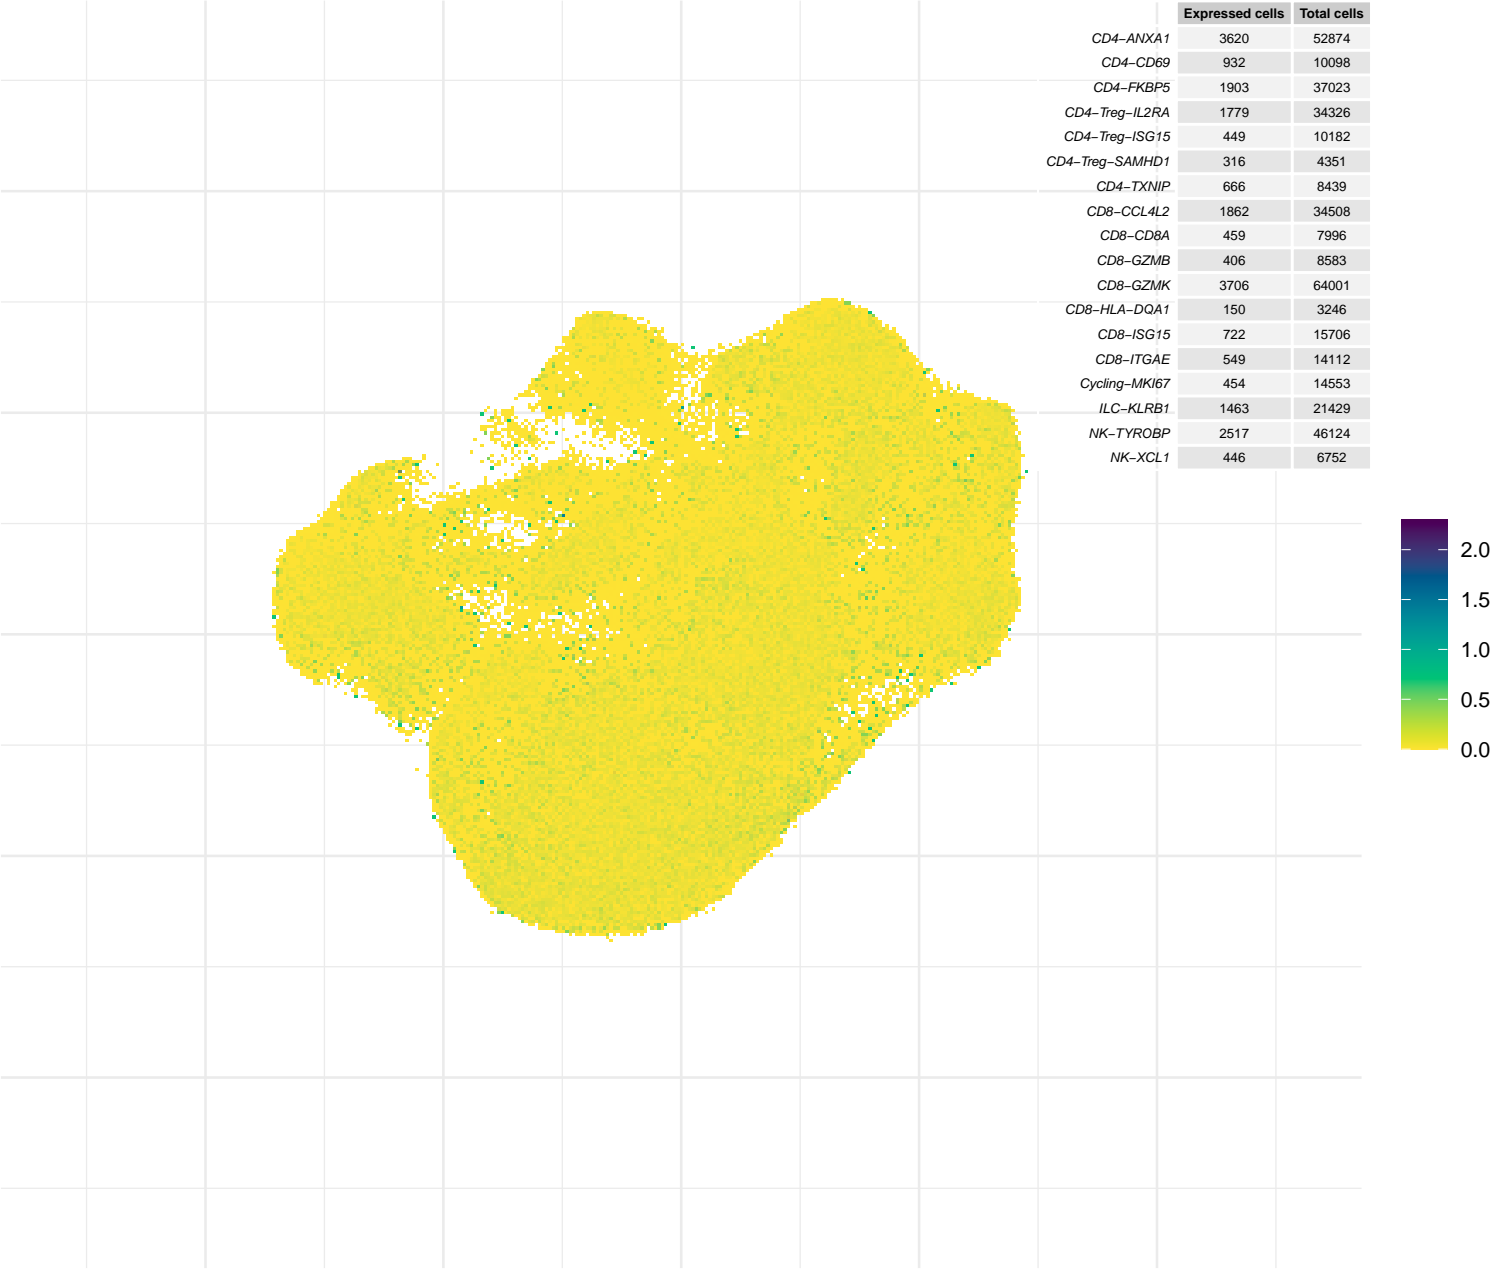 Expressed cells Total cells
CD4−ANXA1 3620 52874
CD4−CD69 932 10098
CD4−FKBP5 1903 37023
CD4−Treg−IL2RA 1779 34326
CD4−Treg−ISG15 449 10182
CD4−Treg−SAMHD1 316 4351
CD4−TXNIP 666 8439
CD8−CCL4L2 1862 34508
CD8−CD8A 459 7996
CD8−GZMB 406 8583
CD8−GZMK 3706 64001
CD8−HLA−DQA1 150 3246
CD8−ISG15 722 15706
CD8−ITGAE 549 14112
Cycling−MKI67 454 14553
ILC−KLRB1 1463 21429
NK−TYROBP 2517 46124
NK−XCL1 446 6752
2.0
1.5
1.0
0.5
0.0